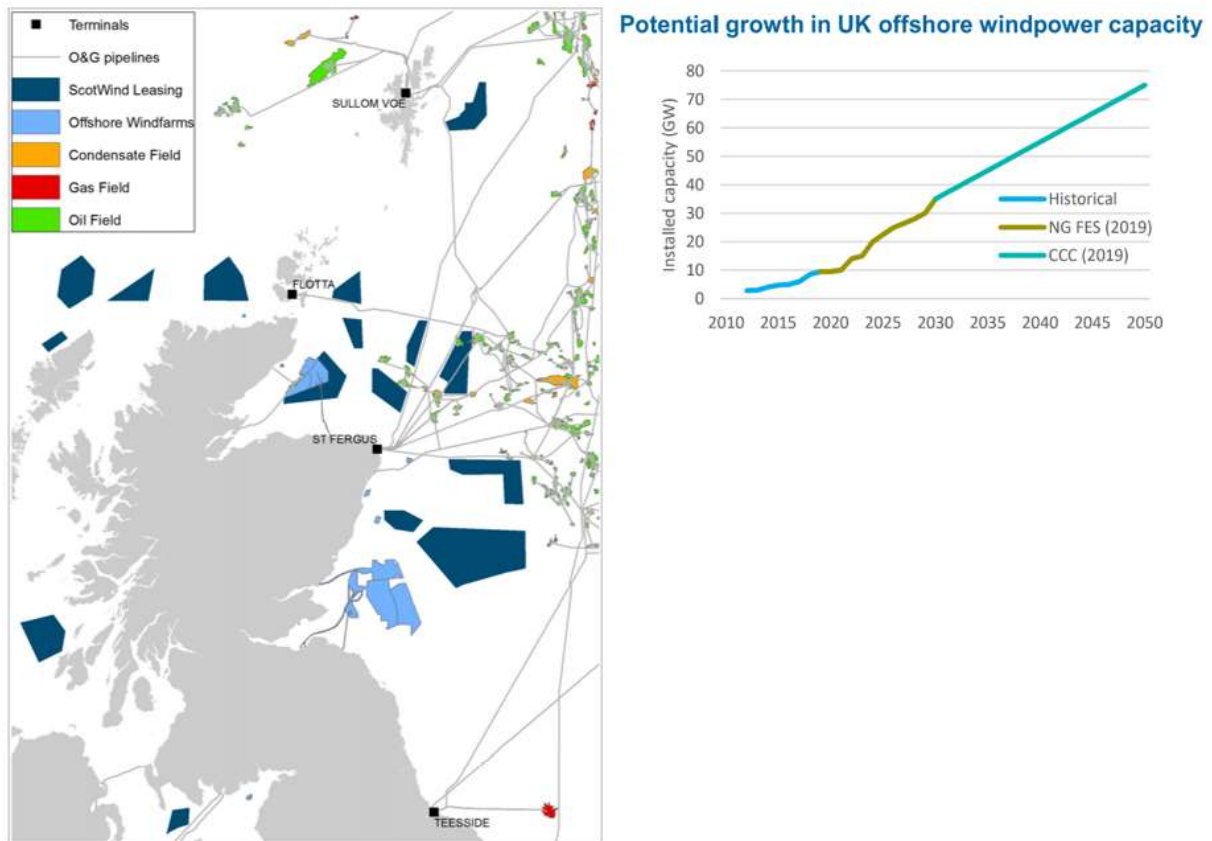 Terminals
O&G pipelines
ScotWind Leasing
Offshore Windfarms
Condensate Field
Gas Field
Oil Field
SULLOM VOE
FLOTTA
ST FERGUS
TEESSIDE
Potential growth in UK offshore windpower capacity
Installed capacity (GW)
80
70
60
50
40
30
20
10
0
Historical
NG FES (2019)
CCC (2019)
2010 2015 2020 2025 2030 2035 2040 2045 2050